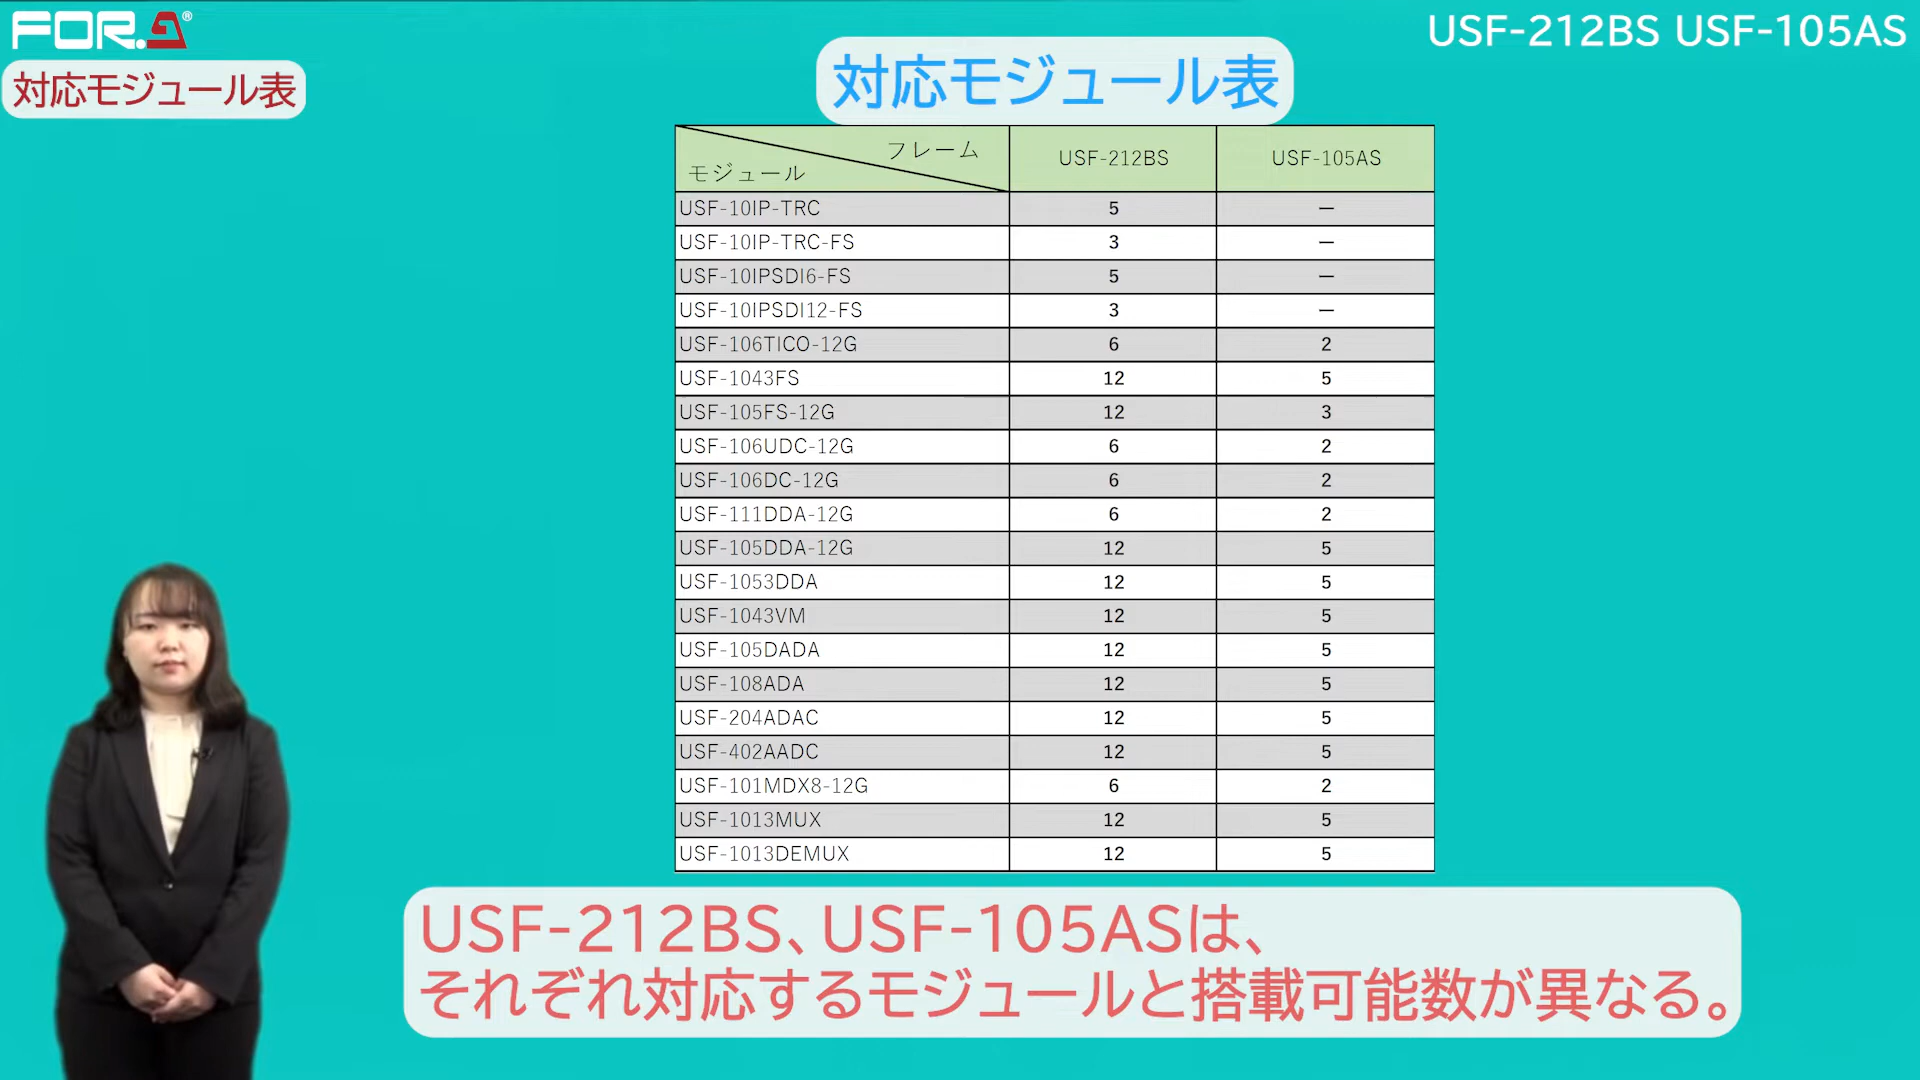 FOR.A®
USF-212BS USF-105AS
対応モジュール表
対応モジュール表
フレーム
モジュール
USF-212BS
USF-105AS
USF-10IP-TRC 5 ―
USF-10IP-TRC-FS 3 ―
USF-10IPSDI6-FS 5 ―
USF-10IPSDI12-FS 3 ―
USF-106TICO-12G 6 2
USF-1043FS 12 5
USF-105FS-12G 12 3
USF-106UDC-12G 6 2
USF-106DC-12G 6 2
USF-111DDA-12G 6 2
USF-105DDA-12G 12 5
USF-1053DDA 12 5
USF-1043VM 12 5
USF-105DADA 12 5
USF-108ADA 12 5
USF-204ADAC 12 5
USF-402AADC 12 5
USF-101MDX8-12G 6 2
USF-1013MUX 12 5
USF-1013DEMUX 12 5
USF-212BS、USF-105ASは、
それぞれ対応するモジュールと搭載可能数が異なる。